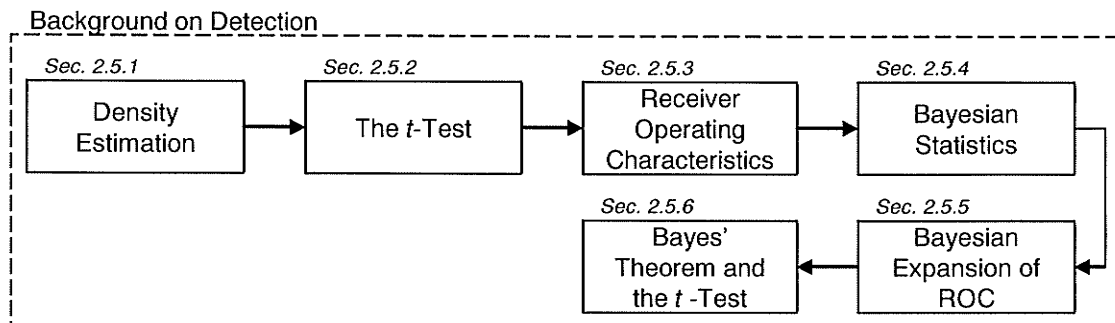 Background on Detection
Sec. 2.5.1
Density
Estimation
Sec. 2.5.2
The t-Test
Sec. 2.5.3
Receiver
Operating
Characteristics
Sec. 2.5.4
Bayesian
Statistics
Sec. 2.5.5
Bayesian
Expansion of
ROC
Sec. 2.5.6
Bayes'
Theorem and
the t -Test